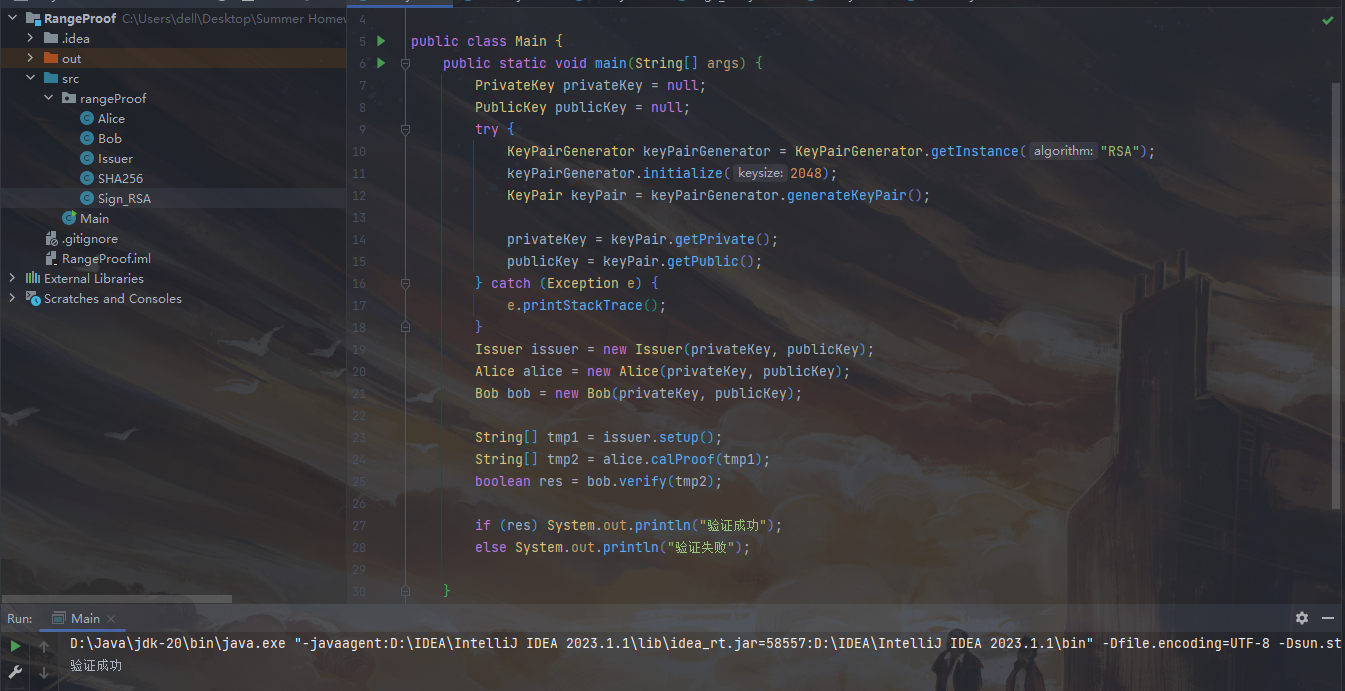 RangeProof C:\Users\dell\Desktop\Summer Homew
.idea
out
src
rangeProof
Alice
Bob
Issuer
SHA256
Sign_RSA
Main
.gitignore
RangeProof.iml
External Libraries
Scratches and Consoles
4
5 public class Main {
6 public static void main(String[] args) {
7 PrivateKey privateKey = null;
8 PublicKey publicKey = null;
9 try {
10 KeyPairGenerator keyPairGenerator = KeyPairGenerator.getInstance( algorithm: "RSA");
11 keyPairGenerator.initialize( keysize: 2048);
12 KeyPair keyPair = keyPairGenerator.generateKeyPair();
13
14 privateKey = keyPair.getPrivate();
15 publicKey = keyPair.getPublic();
16 } catch (Exception e) {
17 e.printStackTrace();
18 }
19 Issuer issuer = new Issuer(privateKey, publicKey);
20 Alice alice = new Alice(privateKey, publicKey);
21 Bob bob = new Bob(privateKey, publicKey);
22
23 String[] tmp1 = issuer.setup();
24 String[] tmp2 = alice.calProof(tmp1);
25 boolean res = bob.verify(tmp2);
26
27 if (res) System.out.println("验证成功");
28 else System.out.println("验证失败");
29
30 }
Run: Main
D:\Java\jdk-20\bin\java.exe "-javaagent:D:\IDEA\IntelliJ IDEA 2023.1.1\lib\idea_rt.jar=58557:D:\IDEA\IntelliJ IDEA 2023.1.1\bin" -Dfile.encoding=UTF-8 -Dsun.st
验证成功